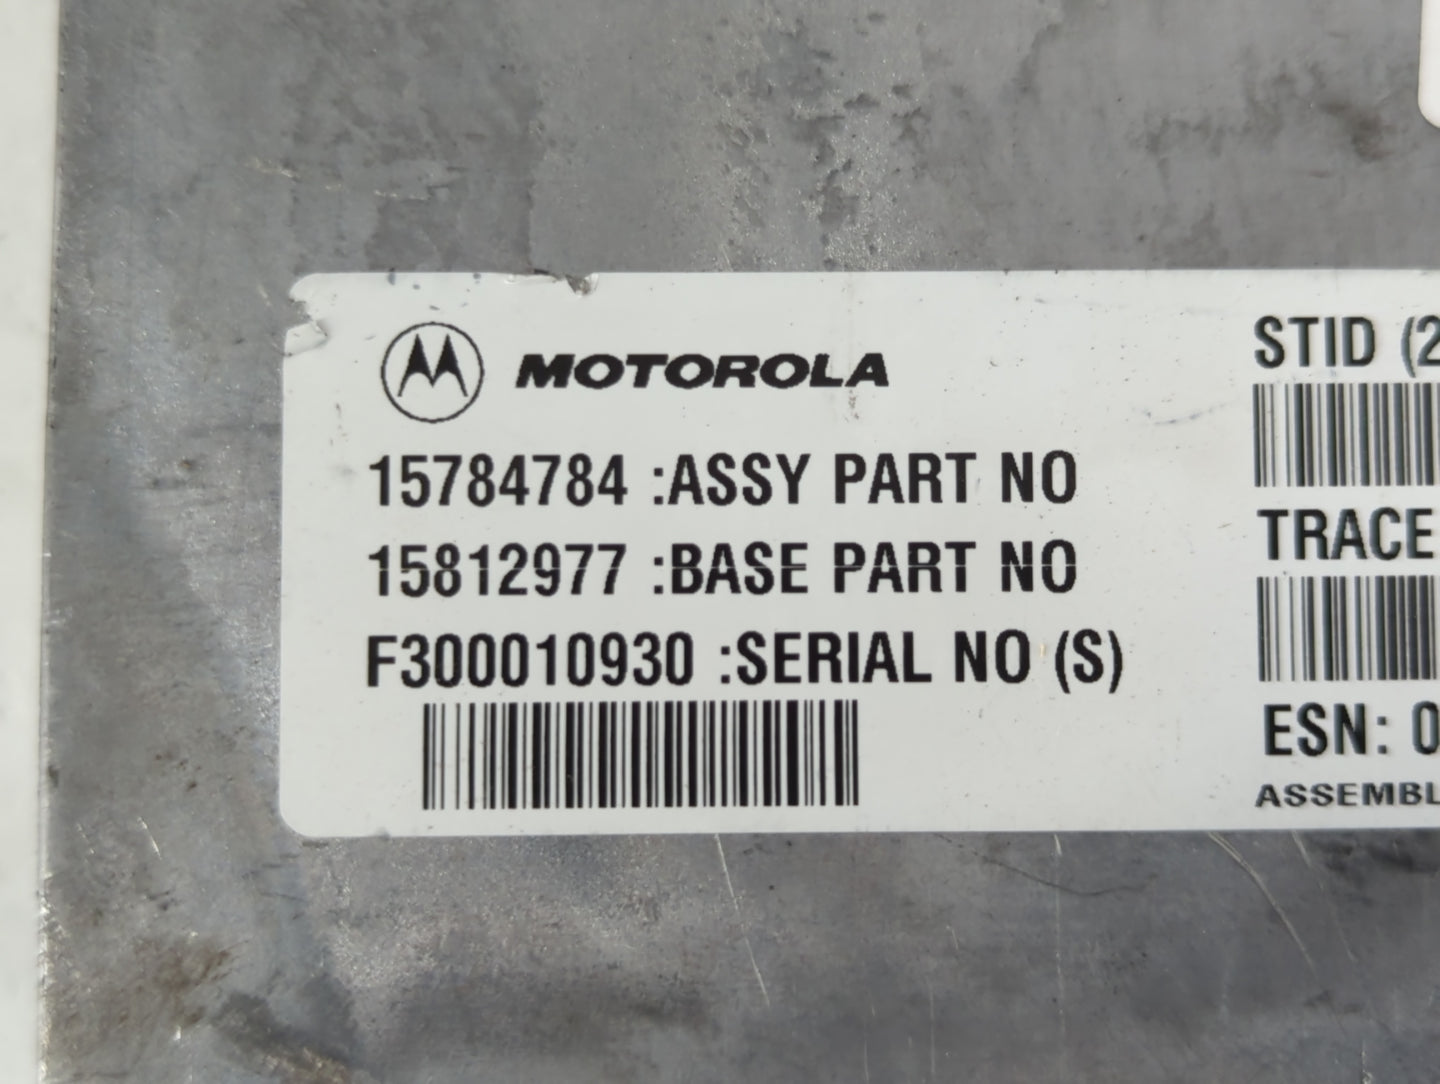 MOTOROLA
15784784 :ASSY PART NO
15812977 :BASE PART NO
F300010930 :SERIAL NO (S)
STID (2
TRACE
ESN: 0
ASSEMBL